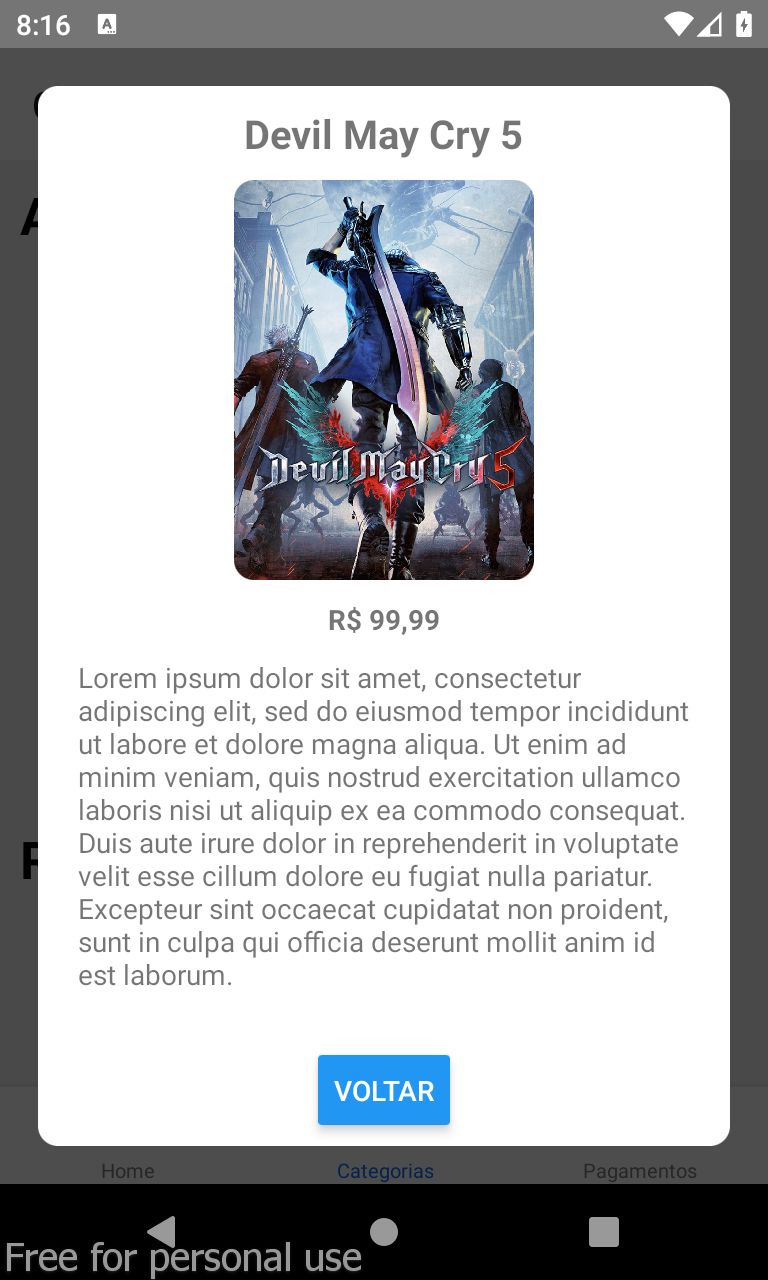 8:16
A
Devil May Cry 5
Devil May Cry 5
R$ 99,99
Lorem ipsum dolor sit amet, consectetur
adipiscing elit, sed do eiusmod tempor incididunt
ut labore et dolore magna aliqua. Ut enim ad
minim veniam, quis nostrud exercitation ullamco
laboris nisi ut aliquip ex ea commodo consequat.
Duis aute irure dolor in reprehenderit in voluptate
velit esse cillum dolore eu fugiat nulla pariatur.
Excepteur sint occaecat cupidatat non proident,
sunt in culpa qui officia deserunt mollit anim id
est laborum.
VOLTAR
Home Categorias Pagamentos
Free for personal use